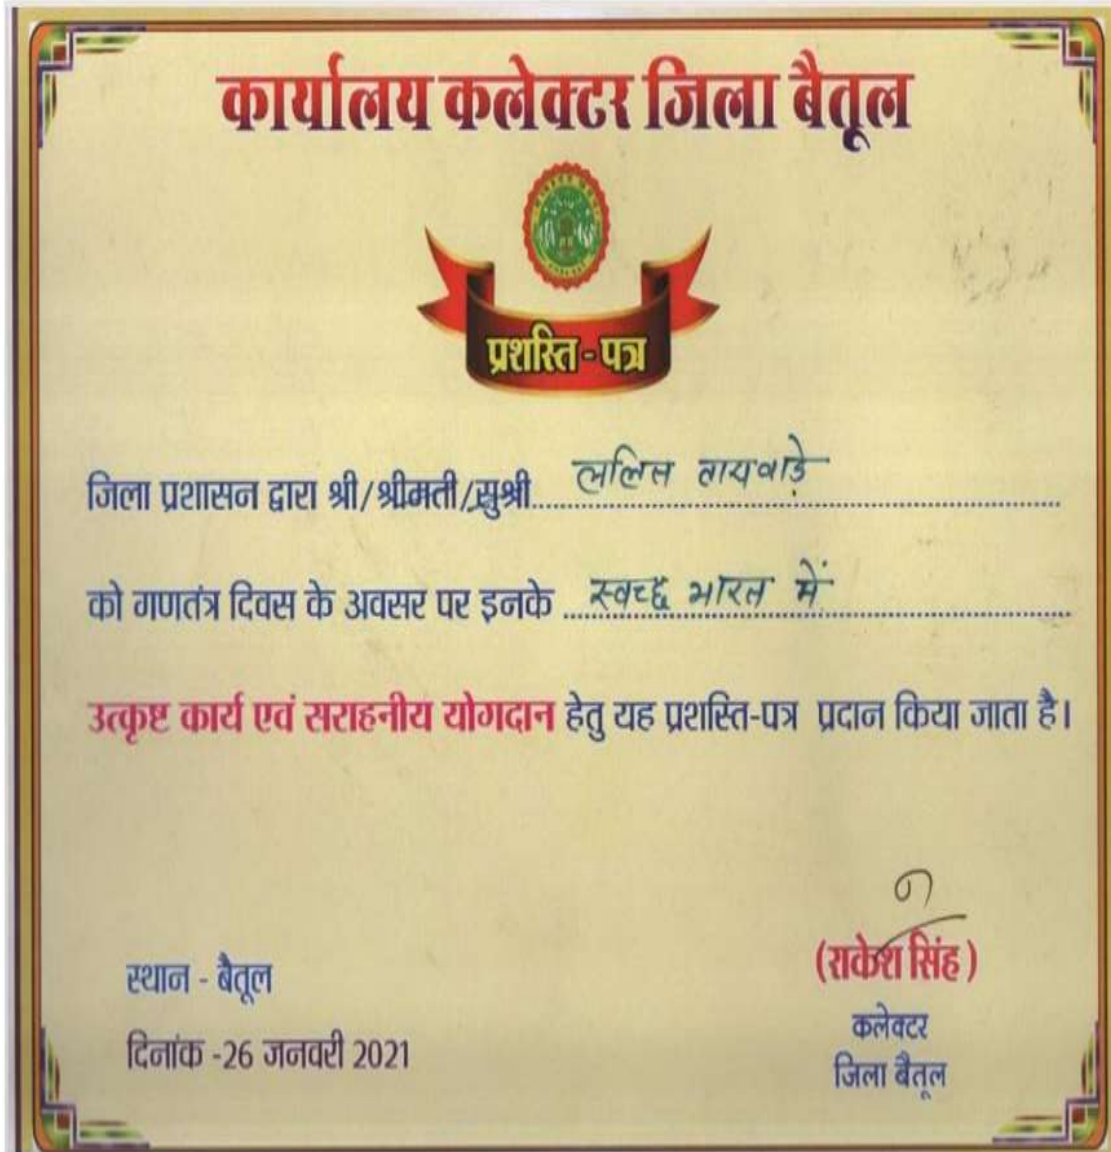 कार्यालय कलेक्टर जिला बैतूल
प्रशस्ति - पत्र
जिला प्रशासन द्वारा श्री/श्रीमती/सुश्री ललित तायवाड़े
को गणतंत्र दिवस के अवसर पर इनके स्वच्छ भारत में
उत्कृष्ट कार्य एवं सराहनीय योगदान हेतु यह प्रशस्ति-पत्र प्रदान किया जाता है।
(राकेश सिंह)
स्थान - बैतूल
कलेक्टर
दिनांक -26 जनवरी 2021
जिला बैतूल